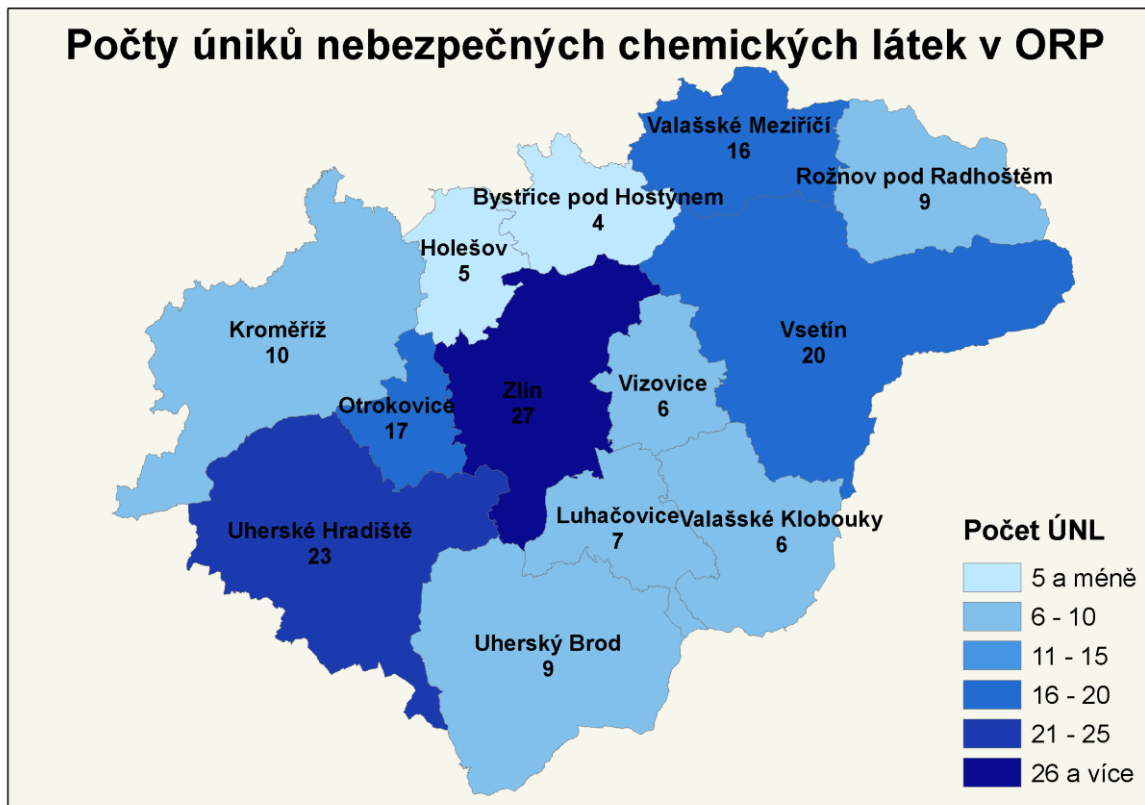 Počty úniků nebezpečných chemických látek v ORP
Valašské Meziříčí
16
Rožnov pod Radhoštěm
9
Bystřice pod Hostýnem
4
Holešov
5
Kroměříž
10
Vsetín
20
Zlín
27
Vizovice
6
Otrokovice
17
Uherské Hradiště
23
Luhačovice
7
Valašské Klobouky
6
Uherský Brod
9
Počet ÚNL
5 a méně
6 - 10
11 - 15
16 - 20
21 - 25
26 a více